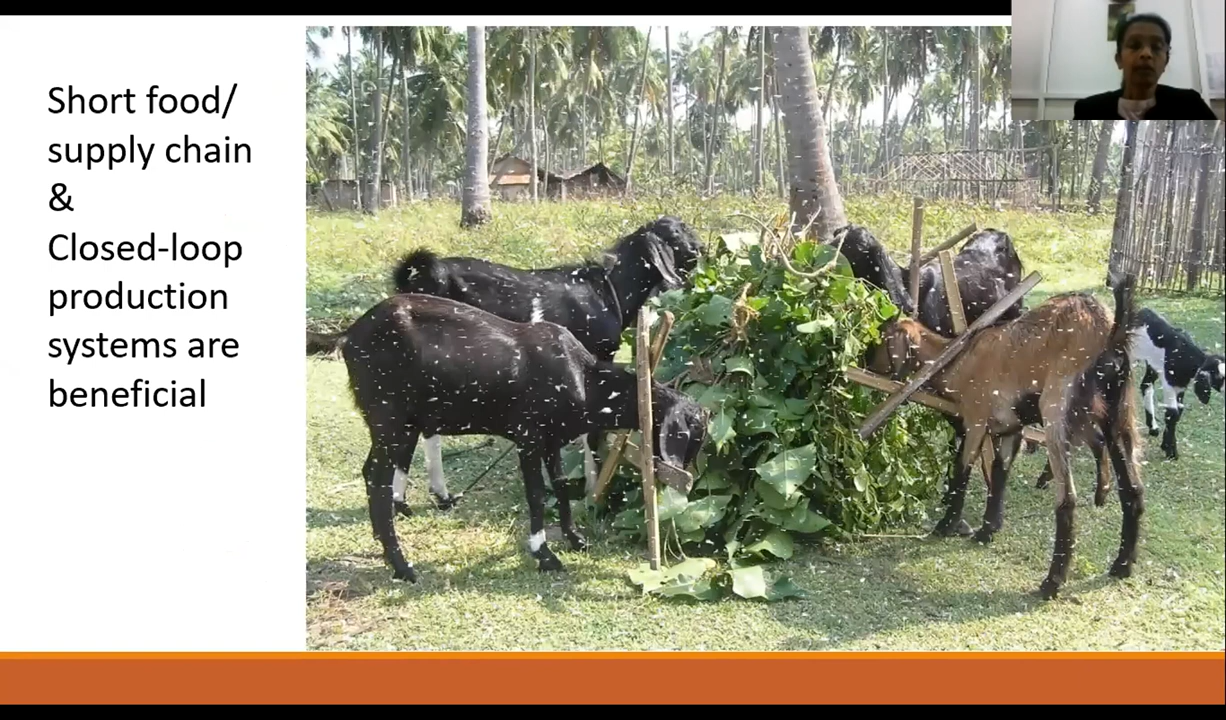 Short food/
supply chain
&
Closed-loop
production
systems are
beneficial